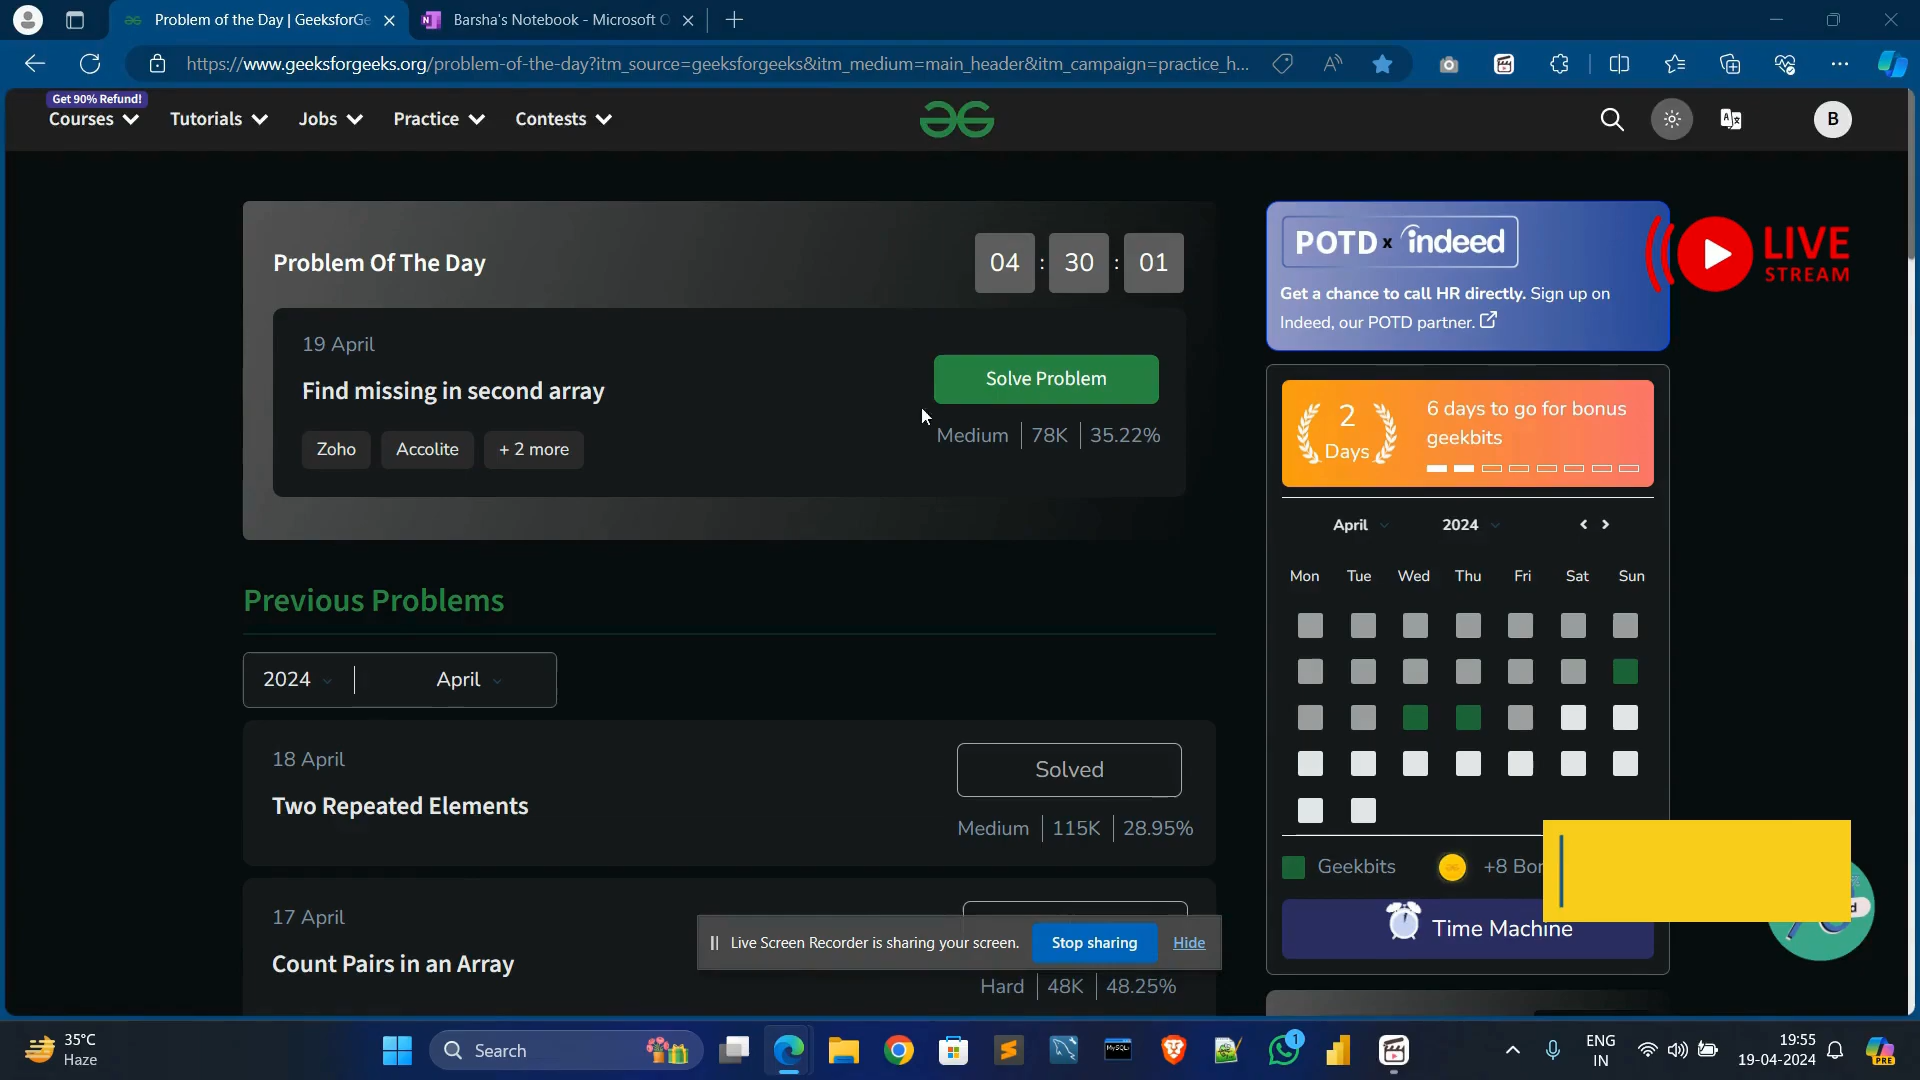 Problem of the Day | GeeksforGe
Barsha's Notebook - Microsoft O
https://www.geeksforgeeks.org/problem-of-the-day?itm_source=geeksforgeeks&itm_medium=main_header&itm_campaign=practice_h...
Get 90% Refund!
Courses
Tutorials
Jobs
Practice
Contests
B
Problem Of The Day
04 : 30 : 01
19 April
Find missing in second array
Zoho
Accolite
+ 2 more
Solve Problem
Medium | 78K | 35.22%
Previous Problems
2024
April
18 April
Two Repeated Elements
Solved
Medium | 115K | 28.95%
17 April
Count Pairs in an Array
Hard | 48K | 48.25%
POTD x indeed
Get a chance to call HR directly. Sign up on
Indeed, our POTD partner.
LIVE
STREAM
2
Days
6 days to go for bonus
geekbits
April
2024
Mon Tue Wed Thu Fri Sat Sun
Geekbits
+8 Bo
Time Machine
d
Live Screen Recorder is sharing your screen.
Stop sharing
Hide
35°C
Haze
Search
MySQL
1
ENG
IN
19:55
19-04-2024
PRE